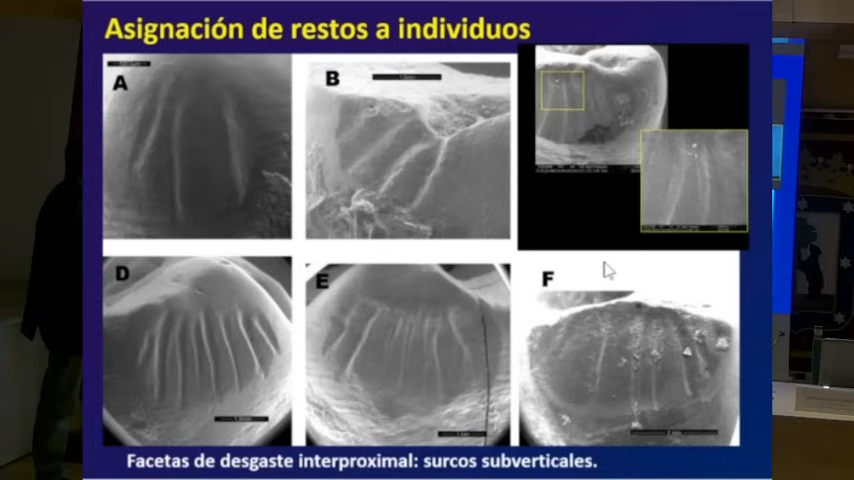 Asignación de restos a individuos
A
B
D
E
F
Facetas de desgaste interproximal: surcos subverticales.